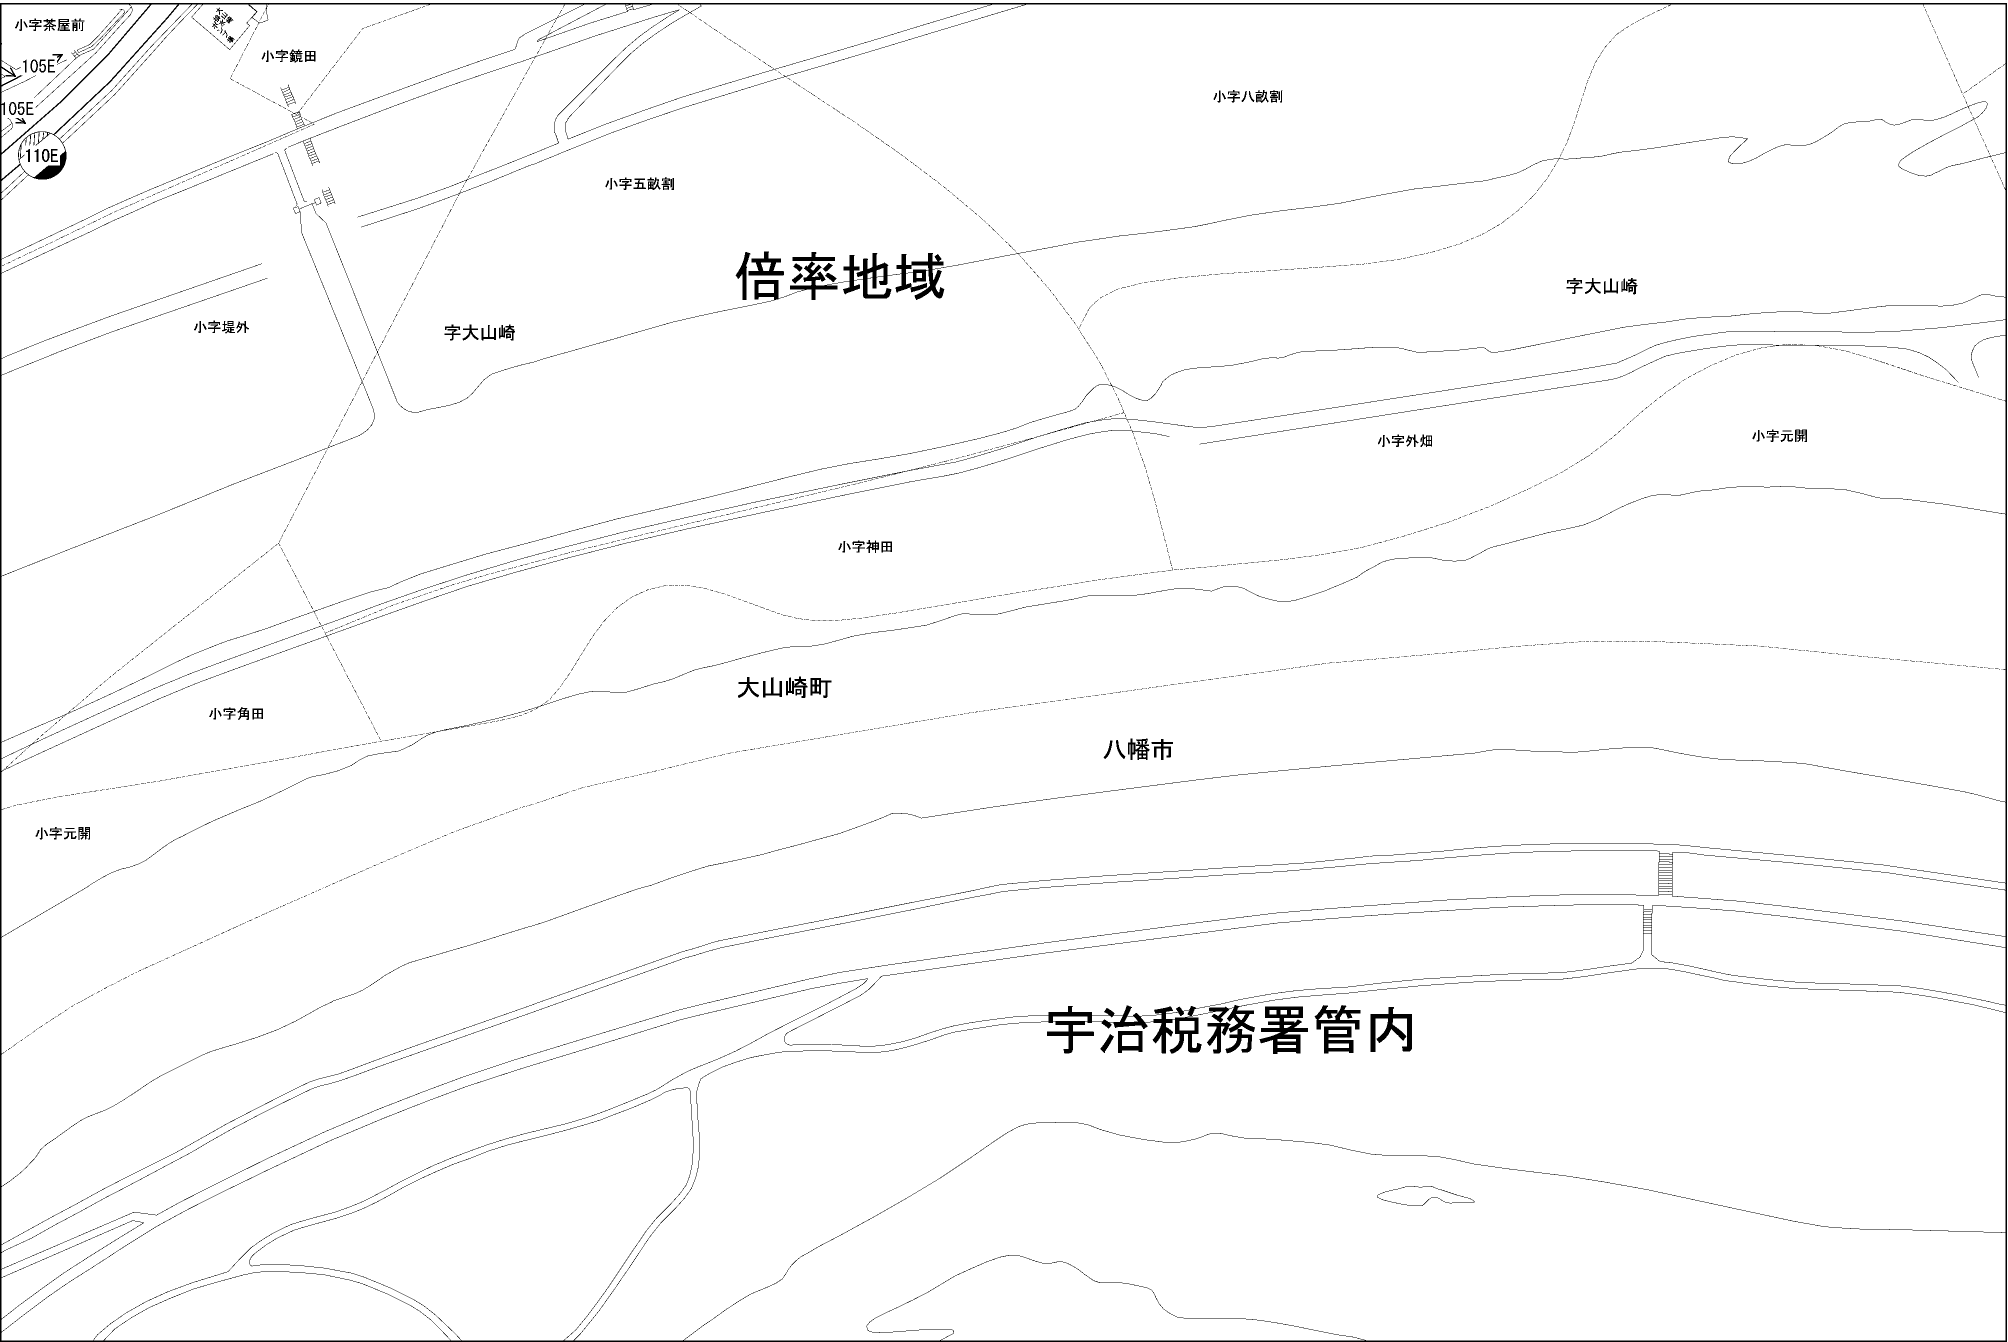 小字茶屋前
小字鏡田
105E
105E
110E
小字八畝割
小字五畝割
倍率地域
字大山崎
小字堤外
字大山崎
小字外畑
小字元開
小字神田
大山崎町
小字角田
八幡市
小字元開
宇治税務署管内